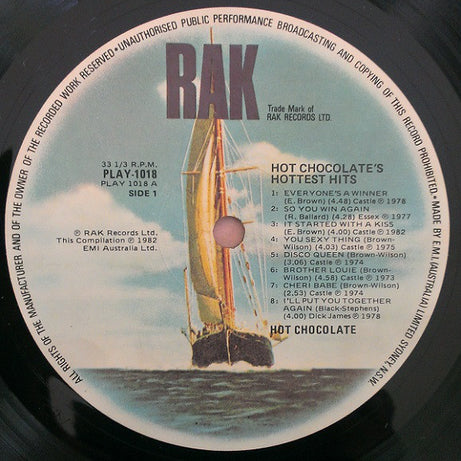 ALL RIGHTS OF THE MANUFACTURER AND OF THE OWNER OF THE RECORDED WORK RESERVED•UNAUTHORISED PUBLIC PERFORMANCE BROADCASTING AND COPYING OF THIS RECORD PROHIBITED•MADE BY E.M.I.(AUSTRALIA) LIMITED SYDNEY, N.S.W.
RAK
Trade Mark of
RAK RECORDS LTD.
33 1/3 R.P.M.
PLAY-1018
PLAY 1018 A
SIDE 1
℗ RAK Records Ltd.
This Compilation ℗ 1982
EMI Australia Ltd.
HOT CHOCOLATE'S
HOTTEST HITS
1: EVERYONE'S A WINNER
(E. Brown) (4.48) Castle ℗ 1978
2: SO YOU WIN AGAIN
(R. Ballard) (4.28) Essex ℗ 1977
3: IT STARTED WITH A KISS
(E. Brown) (4.00) Castle ℗ 1982
4: YOU SEXY THING (Brown-
Wilson) (4.03) Castle ℗ 1975
5: DISCO QUEEN (Brown-Wilson)
(3.06) Castle ℗ 1974
6: BROTHER LOUIE (Brown-
Wilson) (4.58) Castle ℗ 1973
7: CHERI BABE (Brown-Wilson)
(2.53) Castle ℗ 1974
8: I'LL PUT YOU TOGETHER
AGAIN (Black-Stephens)
(4.00) Dick James ℗ 1978
HOT CHOCOLATE